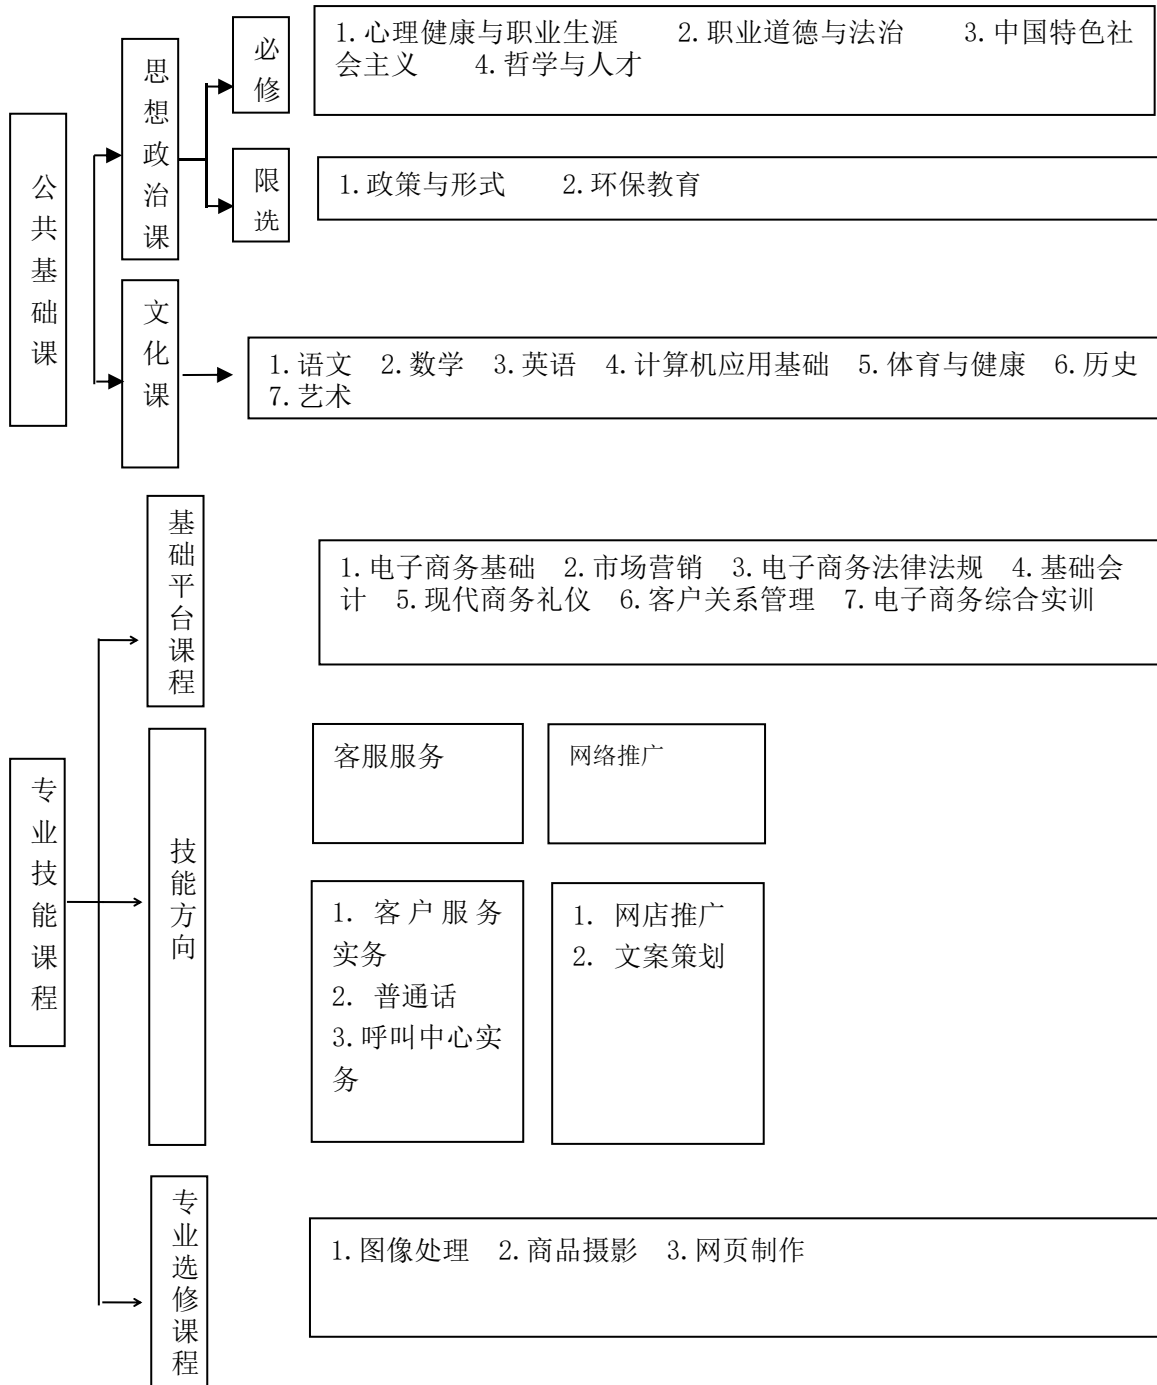 公共基础课
思想政治课
必修
1.心理健康与职业生涯 2.职业道德与法治 3.中国特色社
会主义 4.哲学与人才
限选
1.政策与形式 2.环保教育
文化课
1.语文 2.数学 3.英语 4.计算机应用基础 5.体育与健康 6.历史
7.艺术
专业技能课程
基础平台课程
1.电子商务基础 2.市场营销 3.电子商务法律法规 4.基础会
计 5.现代商务礼仪 6.客户关系管理 7.电子商务综合实训
技能方向
客服服务
网络推广
1. 客户服务
实务
2. 普通话
3.呼叫中心实
务
1. 网店推广
2. 文案策划
专业选修课程
1.图像处理 2.商品摄影 3.网页制作